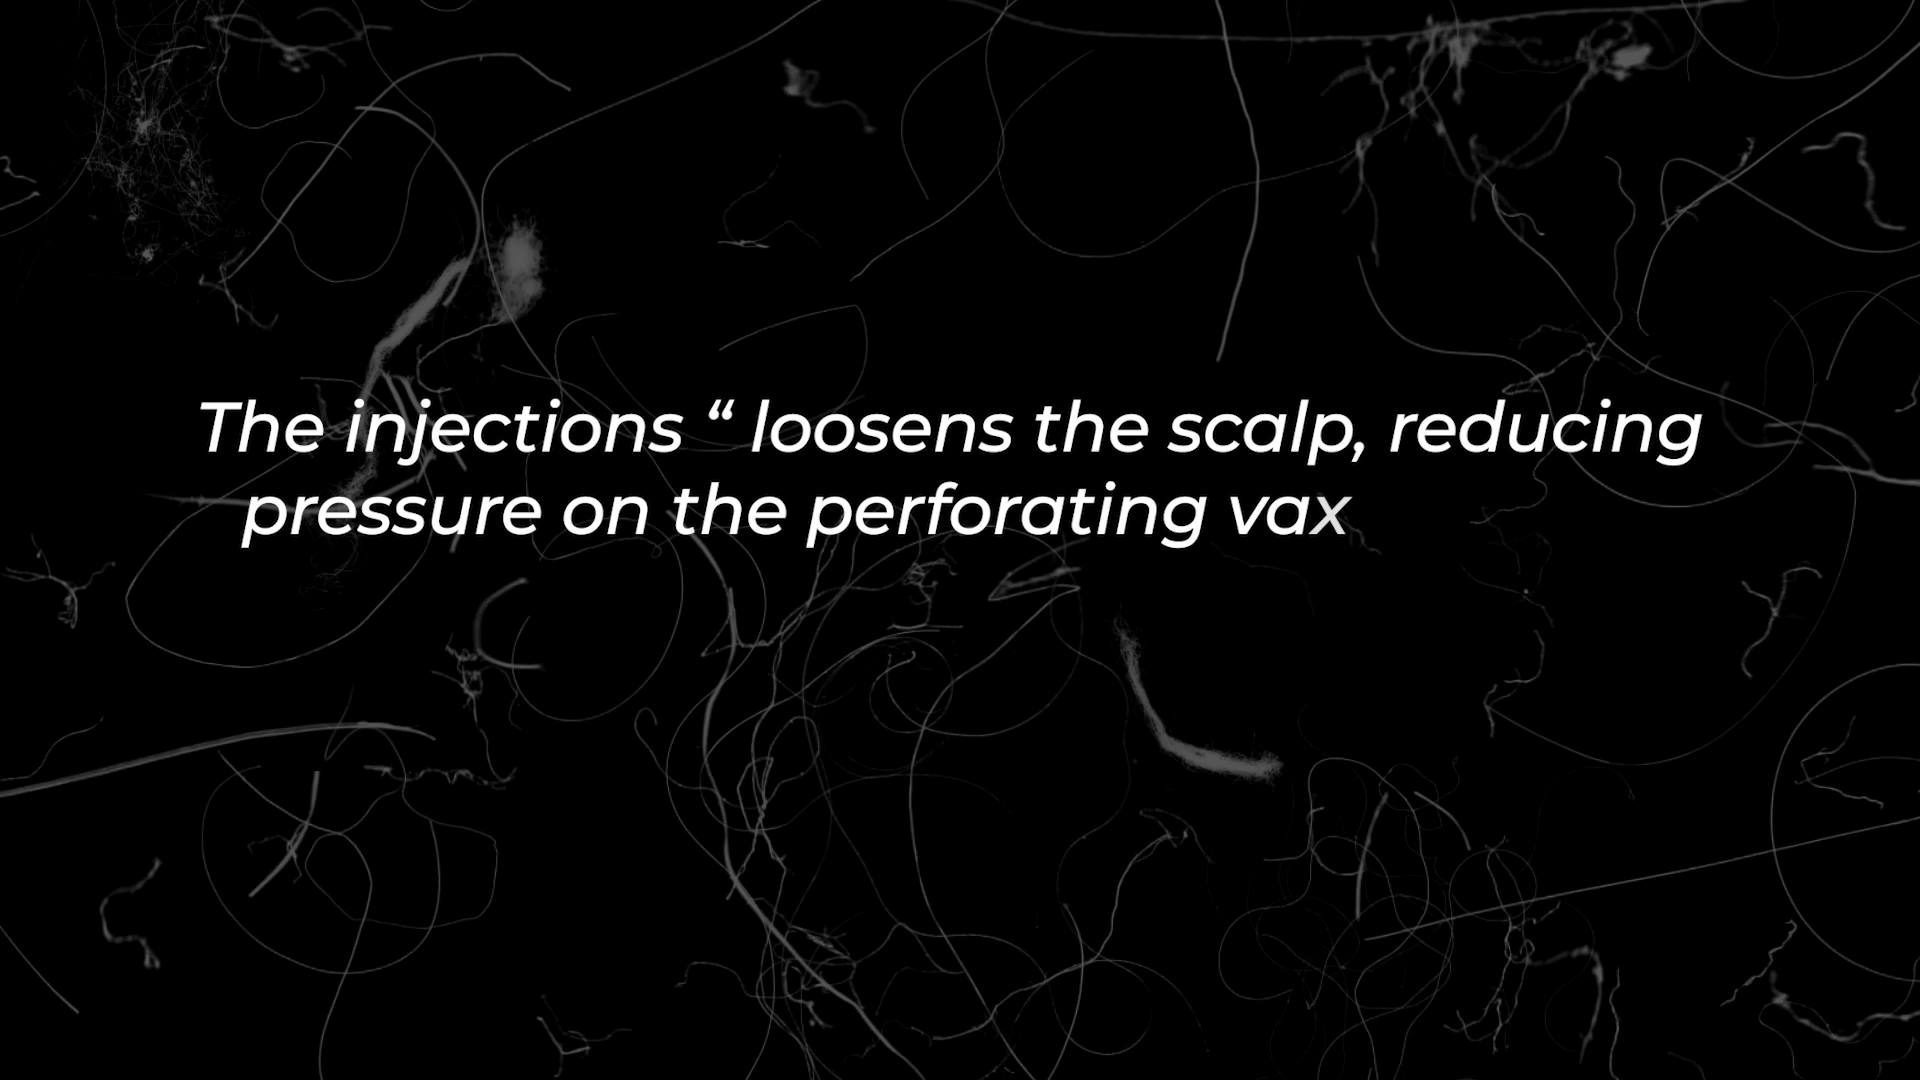 The injections “ loosens the scalp, reducing
pressure on the perforating vax